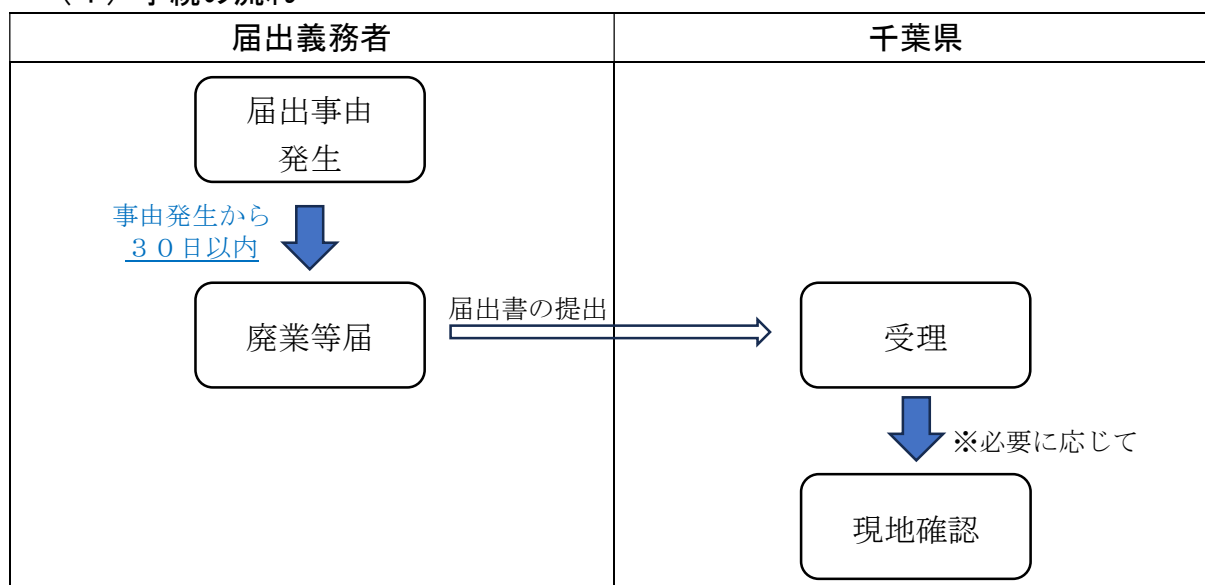 届出義務者
千葉県
届出事由
発生
事由発生から
３０日以内
廃業等届
届出書の提出
受理
※必要に応じて
現地確認